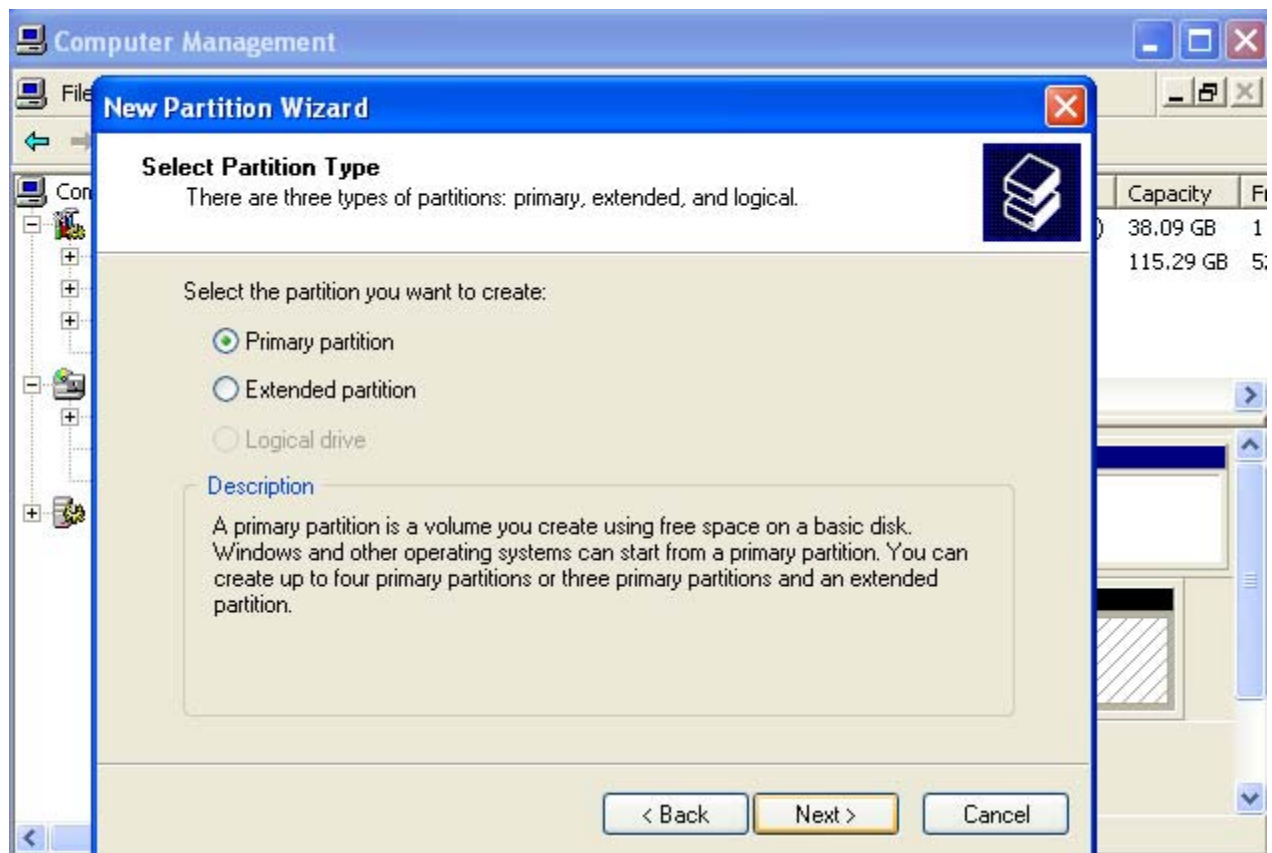 Computer Management
File
New Partition Wizard
Select Partition Type
There are three types of partitions: primary, extended, and logical.
Capacity
38.09 GB 1
115.29 GB
Select the partition you want to create:
Primary partition
Extended partition
Logical drive
Description
A primary partition is a volume you create using free space on a basic disk.
Windows and other operating systems can start from a primary partition. You can
create up to four primary partitions or three primary partitions and an extended
partition.
< Back
Next >
Cancel